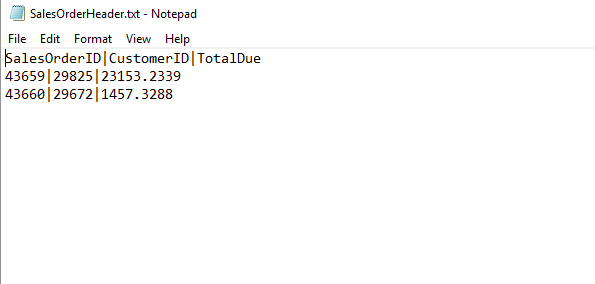 SalesOrderHeader.txt - Notepad
File Edit Format View Help
SalesOrderID|CustomerID|TotalDue
43659|29825|23153.2339
43660|29672|1457.3288